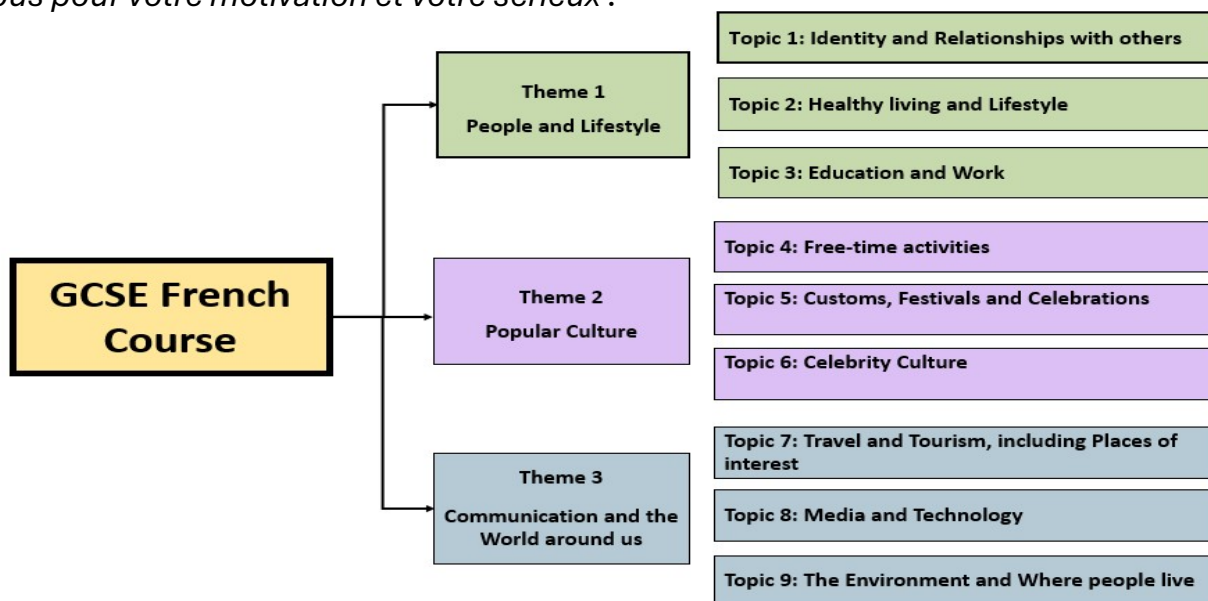 pour votre motivation et votre sérieux !
Topic 1: Identity and Relationships with others
Theme 1
People and Lifestyle
Topic 2: Healthy living and Lifestyle
Topic 3: Education and Work
Topic 4: Free-time activities
GCSE French
Course
Theme 2
Popular Culture
Topic 5: Customs, Festivals and Celebrations
Topic 6: Celebrity Culture
Topic 7: Travel and Tourism, including Places of
interest
Theme 3
Communication and the
World around us
Topic 8: Media and Technology
Topic 9: The Environment and Where people live